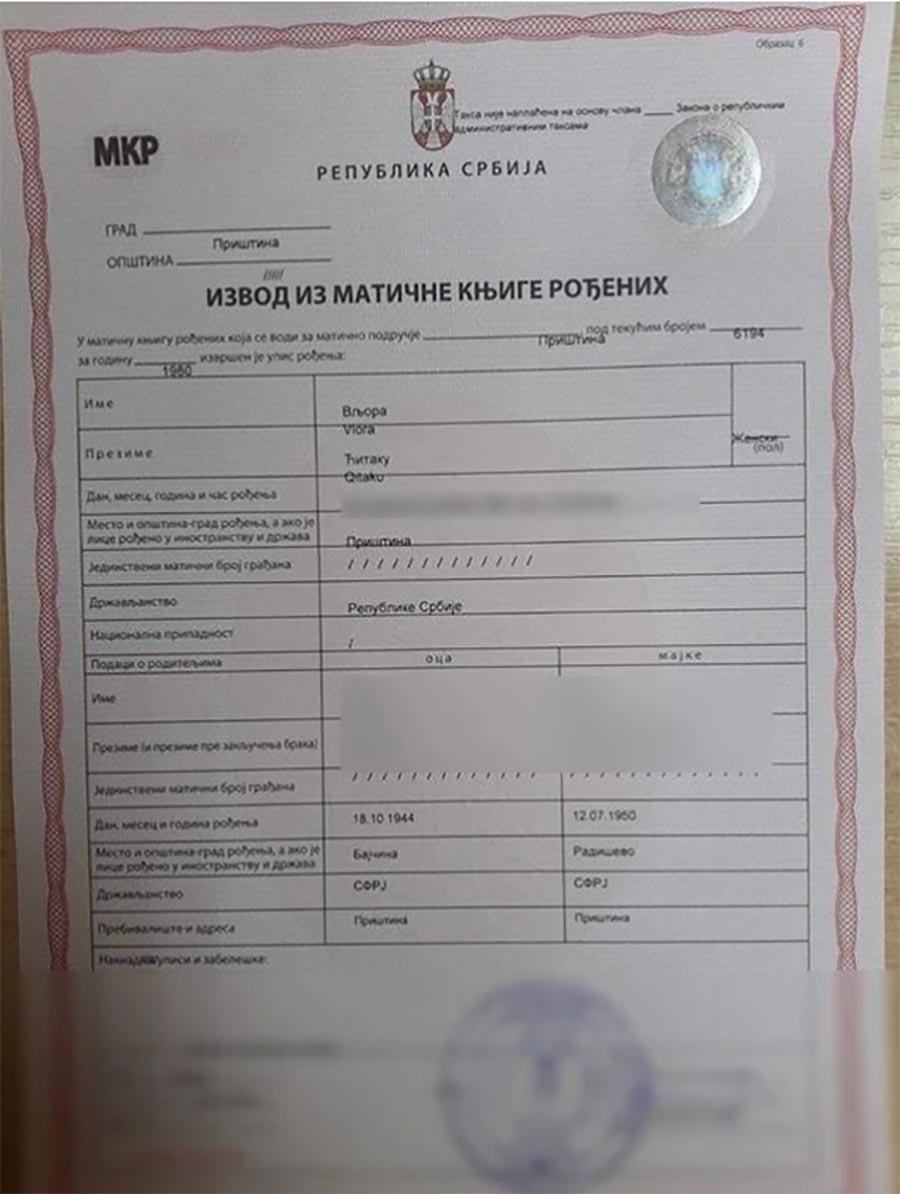 Образац 6
Такса није наплаћена на основу члана _____ Закона о републичким
административним таксама
МКР
РЕПУБЛИКА СРБИЈА
ГРАД
Приштина
ОПШТИНА
/////
ИЗВОД ИЗ МАТИЧНЕ КЊИГЕ РОЂЕНИХ
У матичну књигу рођених која се води за матично подручје Приштина, под текућим бројем 6194
за годину 1980 извршен је упис рођења:
Име
Вљора
Vlora
Презиме
Ћитаку
Qitaku
Женски
(пол)
Дан, месец, година и час рођења
Место и општина-град рођења, а ако је
лице рођено у иностранству и држава
Приштина
Јединствени матични број грађана
/ / / / / / / / / / / / /
Држављанство
Републике Србије
Национална припадност
/
Подаци о родитељима
оца
мајке
Име
Презиме (и презиме пре закључења брака)
Јединствени матични број грађана
/ / / / / / / / / / / / /
/ / / / / / / / / / / / /
Дан, месец и година рођења
18.10 1944
12.07.1950
Место и општина-град рођења, а ако је
лице рођено у иностранству и држава
Бајчина
Радишево
Држављанство
СФРЈ
СФРЈ
Пребивалиште и адреса
Приштина
Приштина
Накнадни уписи и забелешке: